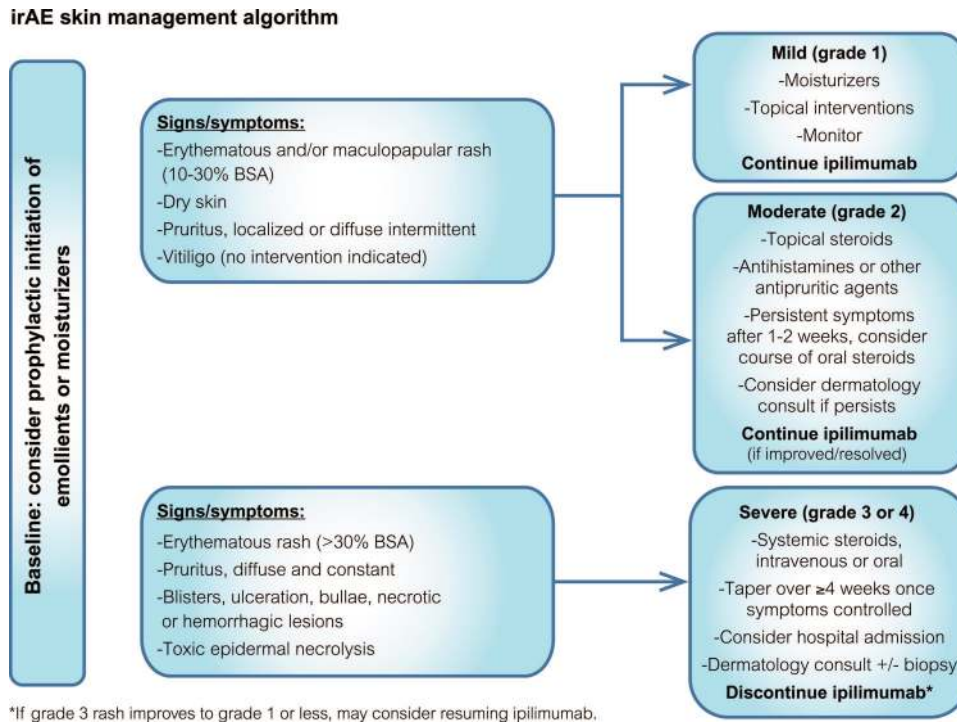 irAE skin management algorithm
Baseline: consider prophylactic initiation of
emollients or moisturizers
Signs/symptoms:
-Erythematous and/or maculopapular rash
(10-30% BSA)
-Dry skin
-Pruritus, localized or diffuse intermittent
-Vitiligo (no intervention indicated)
Mild (grade 1)
-Moisturizers
-Topical interventions
-Monitor
Continue ipilimumab
Moderate (grade 2)
-Topical steroids
-Antihistamines or other
antipruritic agents
-Persistent symptoms
after 1-2 weeks, consider
course of oral steroids
-Consider dermatology
consult if persists
Continue ipilimumab
(if improved/resolved)
Signs/symptoms:
-Erythematous rash (>30% BSA)
-Pruritus, diffuse and constant
-Blisters, ulceration, bullae, necrotic
or hemorrhagic lesions
-Toxic epidermal necrolysis
Severe (grade 3 or 4)
-Systemic steroids,
intravenous or oral
-Taper over ≥4 weeks once
symptoms controlled
-Consider hospital admission
-Dermatology consult +/- biopsy
Discontinue ipilimumab*
*If grade 3 rash improves to grade 1 or less, may consider resuming ipilimumab.